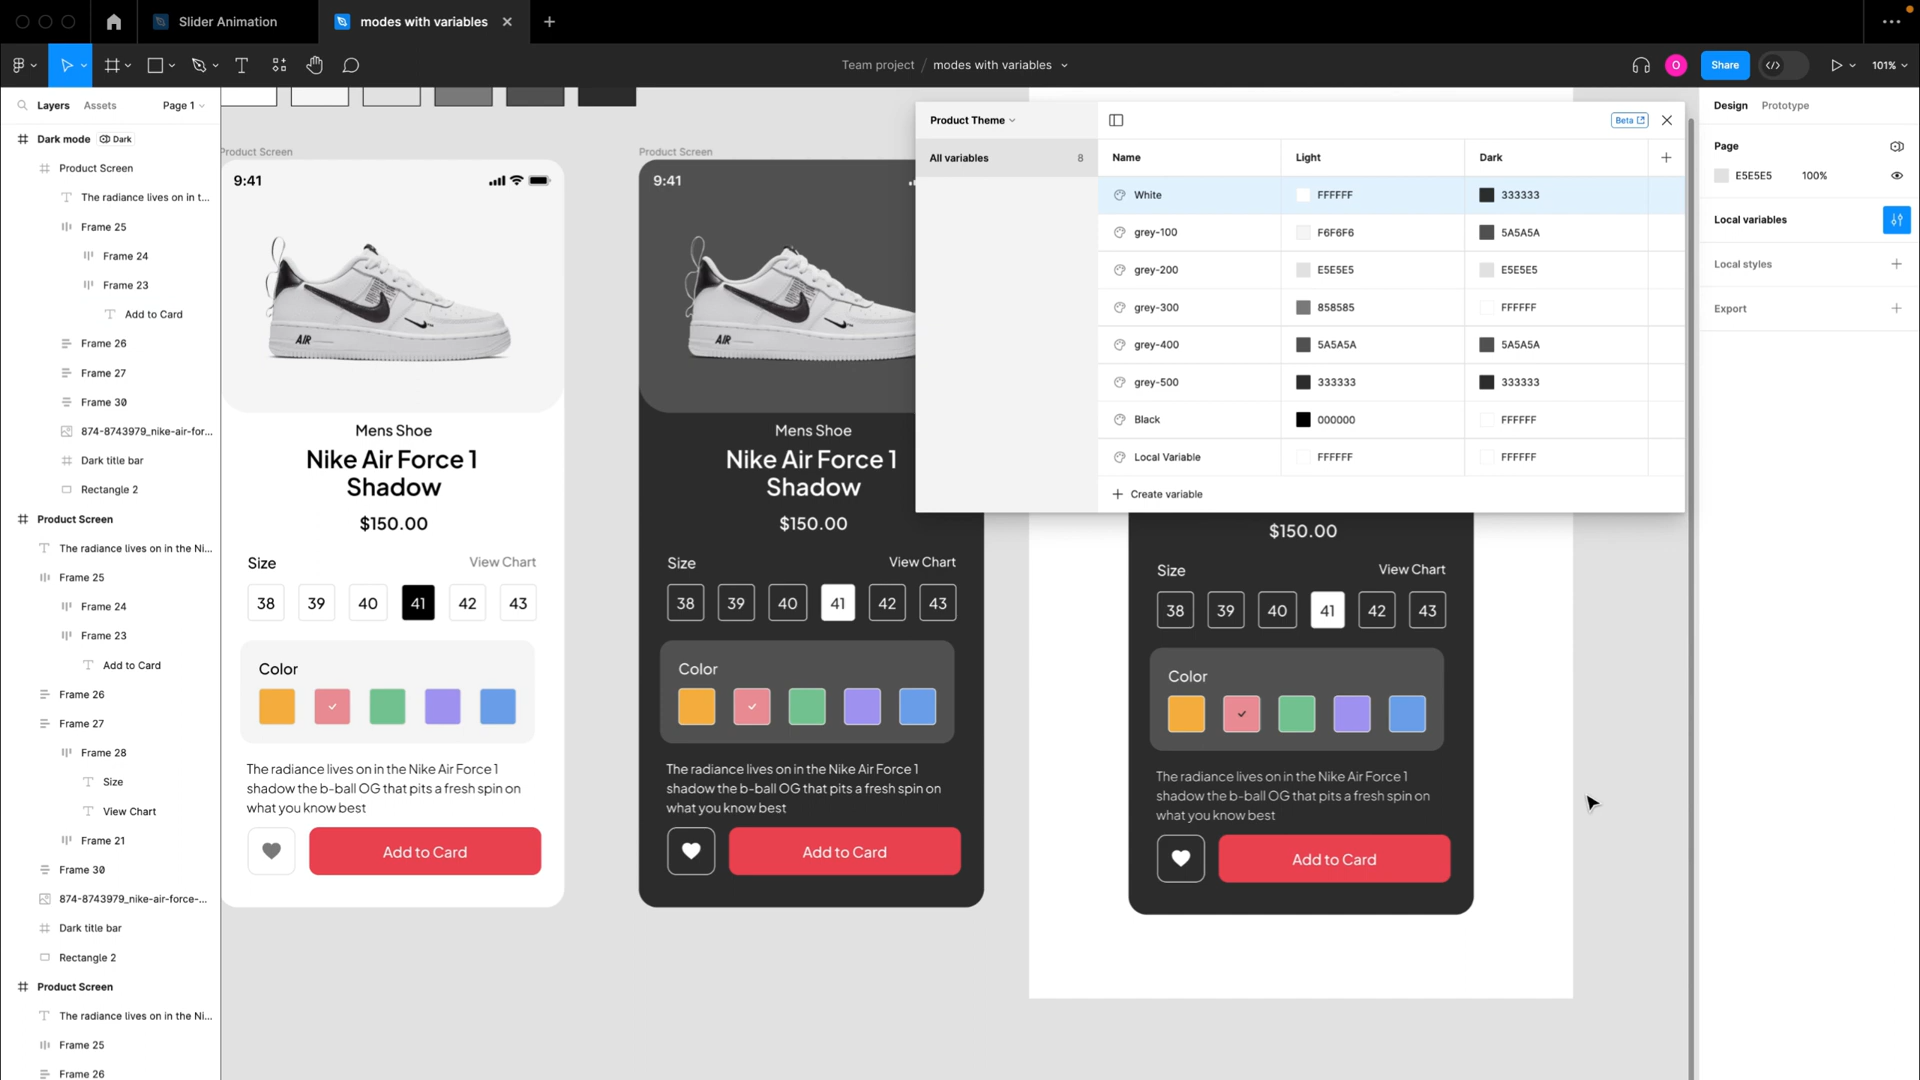 Slider Animation
modes with variables
Team project / modes with variables
O
Share
101%
Layers
Assets
Page 1
Dark mode
Dark
Product Screen
The radiance lives on in t...
Frame 25
Frame 24
Frame 23
Add to Card
Frame 26
Frame 27
Frame 30
874-8743979_nike-air-for...
Dark title bar
Rectangle 2
Product Screen
The radiance lives on in the Ni...
Frame 25
Frame 24
Frame 23
Add to Card
Frame 26
Frame 27
Frame 28
Size
View Chart
Frame 21
Frame 30
874-8743979_nike-air-force-...
Dark title bar
Rectangle 2
Product Screen
The radiance lives on in the Ni...
Frame 25
Frame 26
Product Screen
9:41
AIR
Mens Shoe
Nike Air Force 1
Shadow
$150.00
Size
View Chart
38 39 40 41 42 43
Color
The radiance lives on in the Nike Air Force 1
shadow the b-ball OG that pits a fresh spin on
what you know best
Add to Card
Product Screen
9:41
AIR
Mens Shoe
Nike Air Force 1
Shadow
$150.00
Size
View Chart
38 39 40 41 42 43
Color
The radiance lives on in the Nike Air Force 1
shadow the b-ball OG that pits a fresh spin on
what you know best
Add to Card
Product Theme
Beta
All variables 8
Name Light Dark
White FFFFFF 333333
grey-100 F6F6F6 5A5A5A
grey-200 E5E5E5 E5E5E5
grey-300 858585 FFFFFF
grey-400 5A5A5A 5A5A5A
grey-500 333333 333333
Black 000000 FFFFFF
Local Variable FFFFFF FFFFFF
Create variable
$150.00
Size
View Chart
38 39 40 41 42 43
Color
The radiance lives on in the Nike Air Force 1
shadow the b-ball OG that pits a fresh spin on
what you know best
Add to Card
Design
Prototype
Page
E5E5E5 100%
Local variables
Local styles
Export